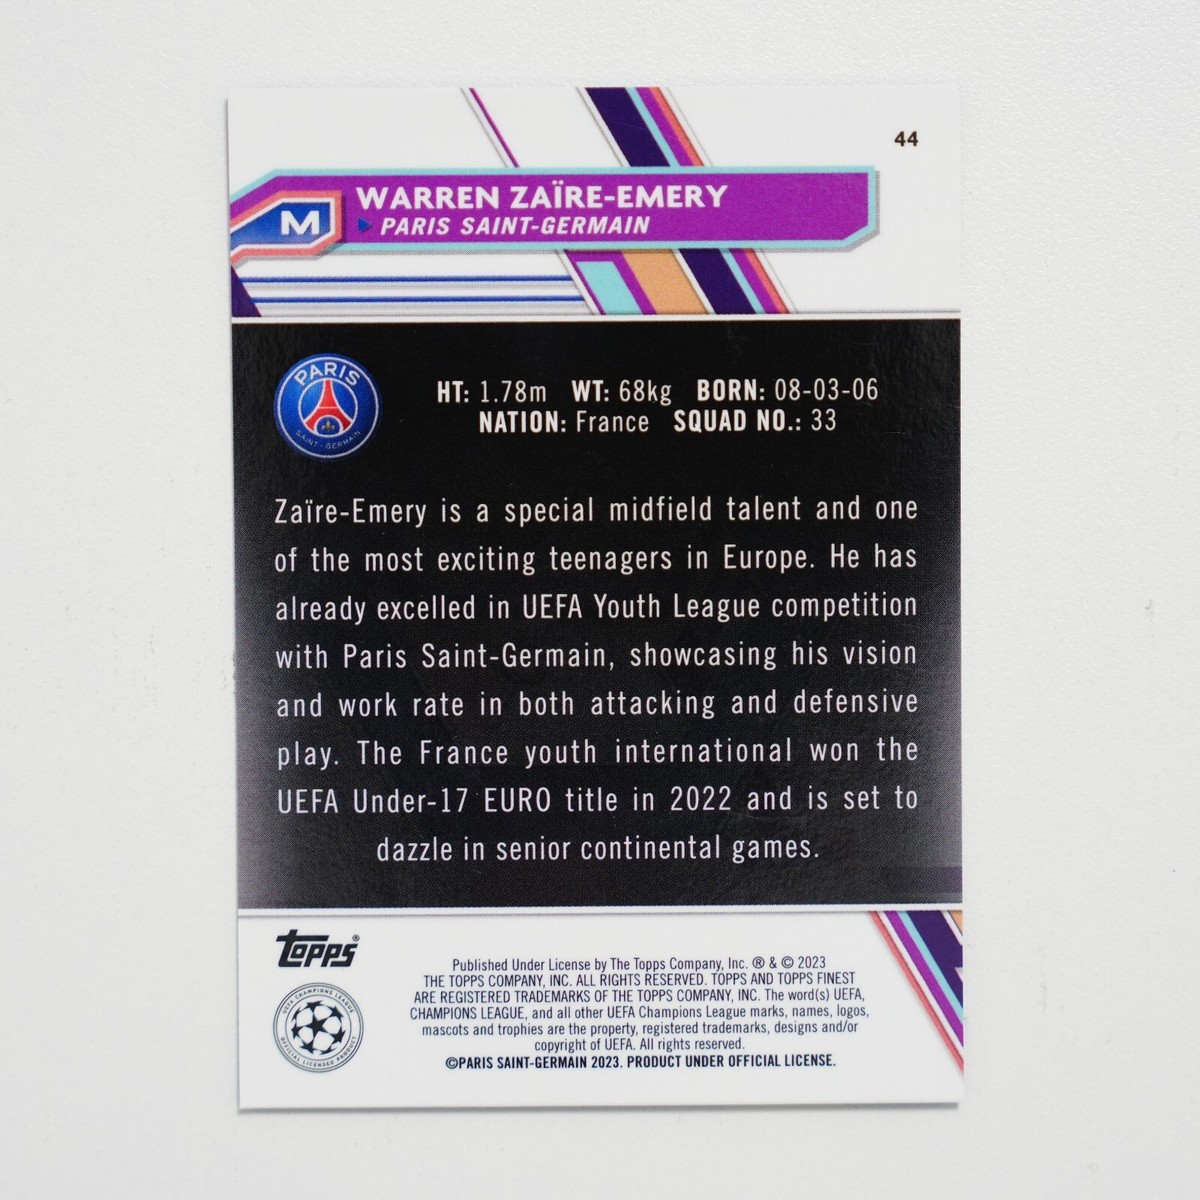 44
WARREN ZAÏRE-EMERY
M
PARIS SAINT-GERMAIN
PARIS
SAINT-GERMAIN
HT: 1.78m WT: 68kg BORN: 08-03-06
NATION: France SQUAD NO.: 33
Zaïre-Emery is a special midfield talent and one
of the most exciting teenagers in Europe. He has
already excelled in UEFA Youth League competition
with Paris Saint-Germain, showcasing his vision
and work rate in both attacking and defensive
play. The France youth international won the
UEFA Under-17 EURO title in 2022 and is set to
dazzle in senior continental games.
Topps®
UEFA CHAMPIONS LEAGUE
OFFICIAL LICENSED PRODUCT
Published Under License by The Topps Company, Inc. ® & © 2023
THE TOPPS COMPANY, INC. ALL RIGHTS RESERVED. TOPPS AND TOPPS FINEST
ARE REGISTERED TRADEMARKS OF THE TOPPS COMPANY, INC. The word(s) UEFA,
CHAMPIONS LEAGUE, and all other UEFA Champions League marks, names, logos,
mascots and trophies are the property, registered trademarks, designs and/or
copyright of UEFA. All rights reserved.
©PARIS SAINT-GERMAIN 2023. PRODUCT UNDER OFFICIAL LICENSE.